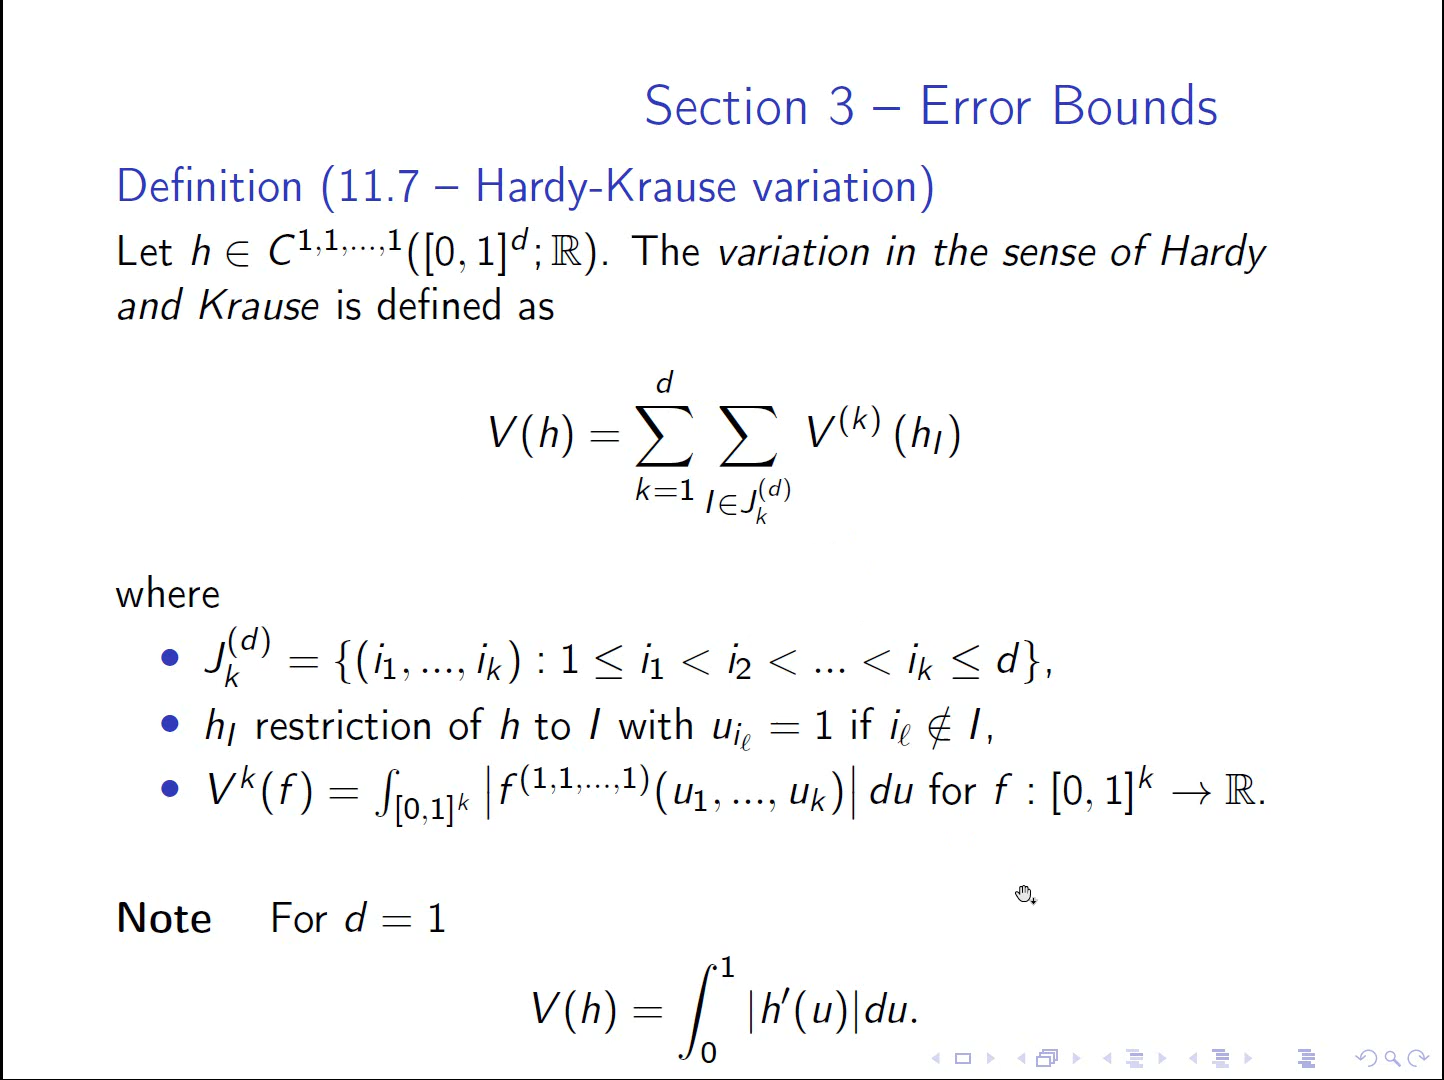 Section 3 – Error Bounds
Definition (11.7 – Hardy-Krause variation)
Let h ∈ C^{1,1,...,1}([0, 1]^d; ℝ). The variation in the sense of Hardy
and Krause is defined as
V(h) = \sum_{k=1}^{d} \sum_{I∈J_k^{(d)}} V^{(k)} (h_I)
where
• J_k^{(d)} = {(i_1, ..., i_k) : 1 ≤ i_1 < i_2 < ... < i_k ≤ d},
• h_I restriction of h to I with u_{i_ℓ} = 1 if i_ℓ ∉ I,
• V^k(f) = ∫_{[0,1]^k} |f^{(1,1,...,1)}(u_1, ..., u_k)| du for f : [0, 1]^k → ℝ.
Note For d = 1
V(h) = ∫_0^1 |h′(u)|du.